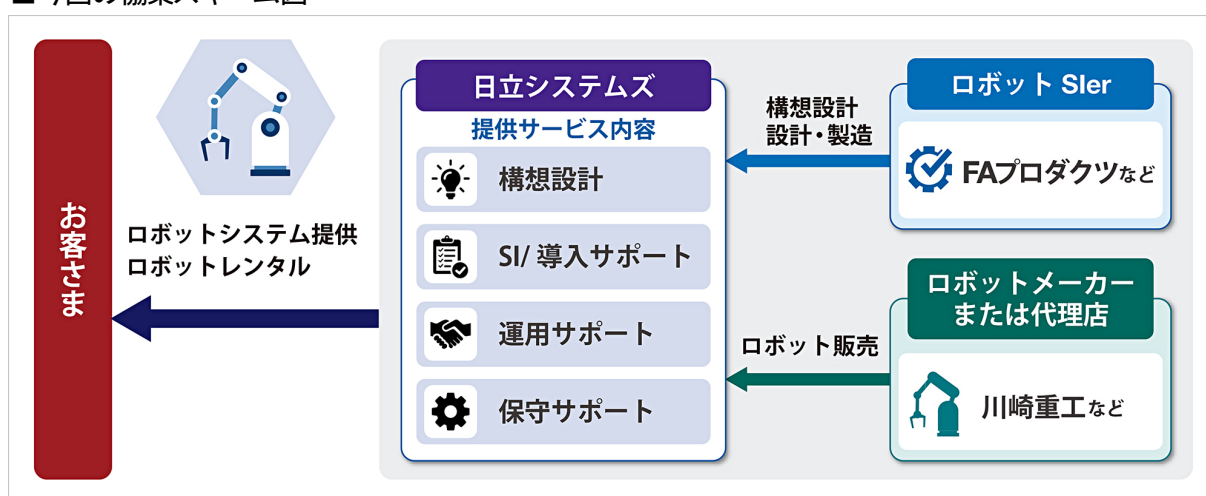 お客さま
ロボットシステム提供
ロボットレンタル
日立システムズ
提供サービス内容
構想設計
SI/導入サポート
運用サポート
保守サポート
構想設計
設計・製造
ロボット販売
ロボット SIer
FAプロダクツなど
ロボットメーカー
または代理店
川崎重工など